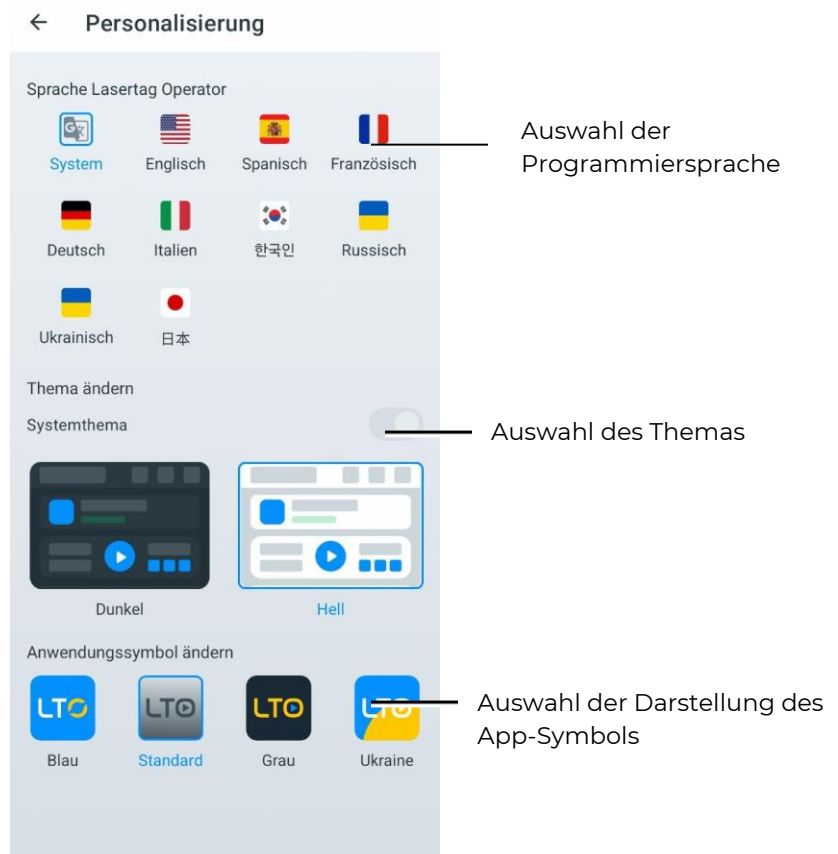 Personalisierung
Sprache Lasertag Operator
System Englisch Spanisch Französisch
Auswahl der
Programmiersprache
Deutsch Italien 한국인 Russisch
Ukrainisch 日本
Thema ändern
Systemthema
Auswahl des Themas
Dunkel Hell
Anwendungssymbol ändern
LTO LTO LTO LTO
Auswahl der Darstellung des
App-Symbols
Blau Standard Grau Ukraine